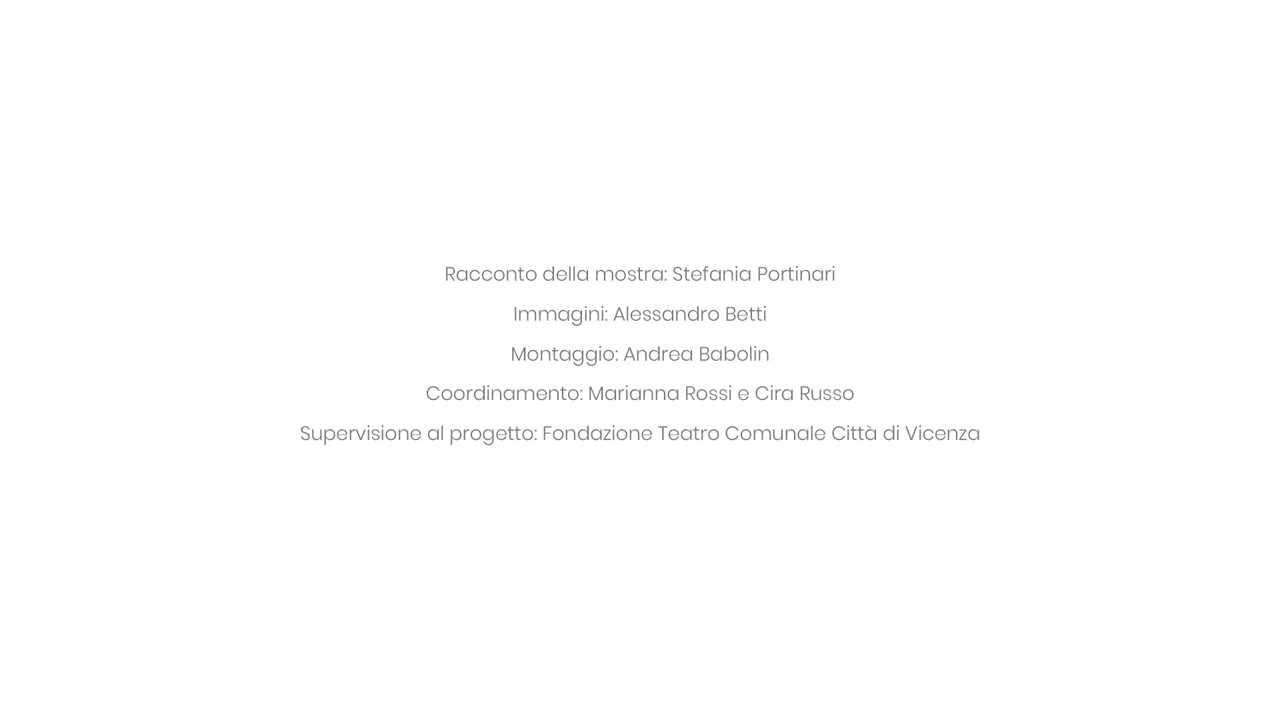 Racconto della mostra: Stefania Portinari
Immagini: Alessandro Betti
Montaggio: Andrea Babolin
Coordinamento: Marianna Rossi e Cira Russo
Supervisione al progetto: Fondazione Teatro Comunale Città di Vicenza